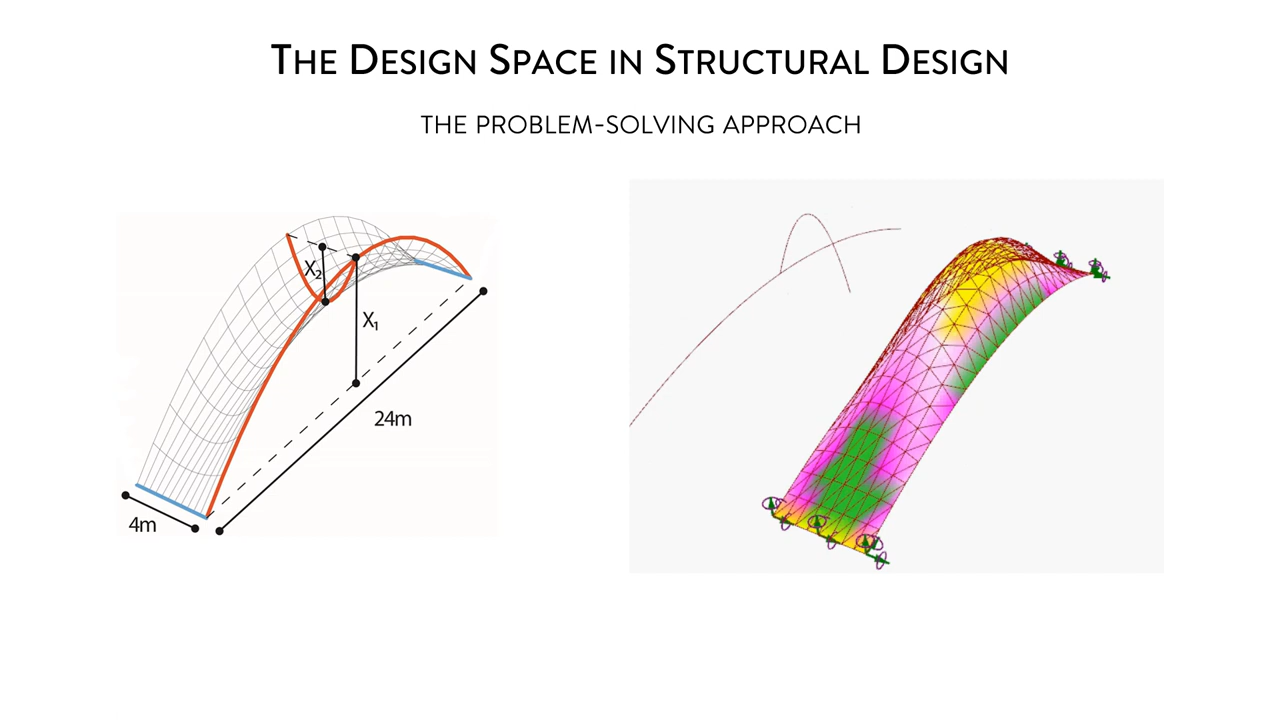 THE DESIGN SPACE IN STRUCTURAL DESIGN
THE PROBLEM-SOLVING APPROACH
X₂
X₁
24m
4m